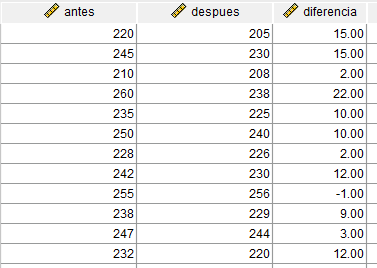 antes despues diferencia
220 205 15.00
245 230 15.00
210 208 2.00
260 238 22.00
235 225 10.00
250 240 10.00
228 226 2.00
242 230 12.00
255 256 -1.00
238 229 9.00
247 244 3.00
232 220 12.00